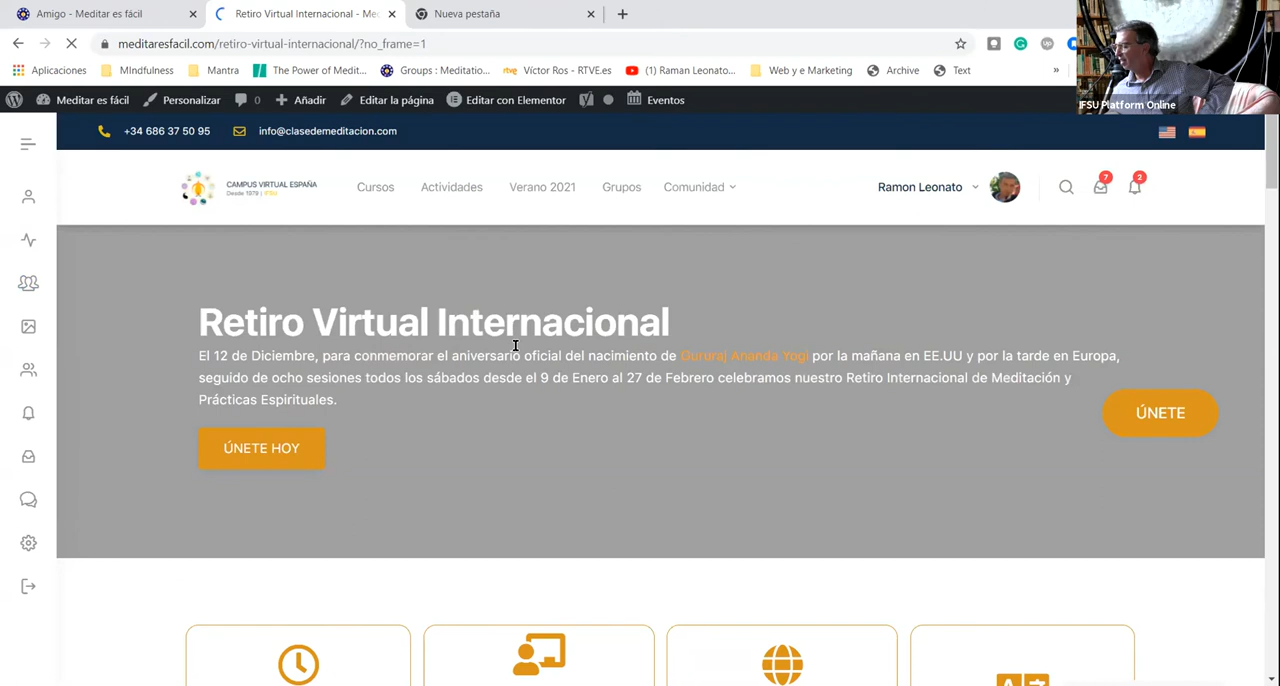 Amigo - Meditar es fácil
Retiro Virtual Internacional - Me
Nueva pestaña
meditaresfacil.com/retiro-virtual-internacional/?no_frame=1
Aplicaciones MIndfulness Mantra The Power of Medit... Groups : Meditatio... Víctor Ros - RTVE.es (1) Raman Leonato... Web y e Marketing Archive Text »
IFSU Platform Online
Meditar es fácil Personalizar 0 Añadir Editar la página Editar con Elementor Eventos
+34 686 37 50 95 info@clasedemeditacion.com
CAMPUS VIRTUAL ESPAÑA
Desde 1979 | IFSU
Cursos Actividades Verano 2021 Grupos Comunidad Ramon Leonato 7 2
Retiro Virtual Internacional
El 12 de Diciembre, para conmemorar el aniversario oficial del nacimiento de Gururaj Ananda Yogi por la mañana en EE.UU y por la tarde en Europa,
seguido de ocho sesiones todos los sábados desde el 9 de Enero al 27 de Febrero celebramos nuestro Retiro Internacional de Meditación y
Prácticas Espirituales.
ÚNETE
ÚNETE HOY